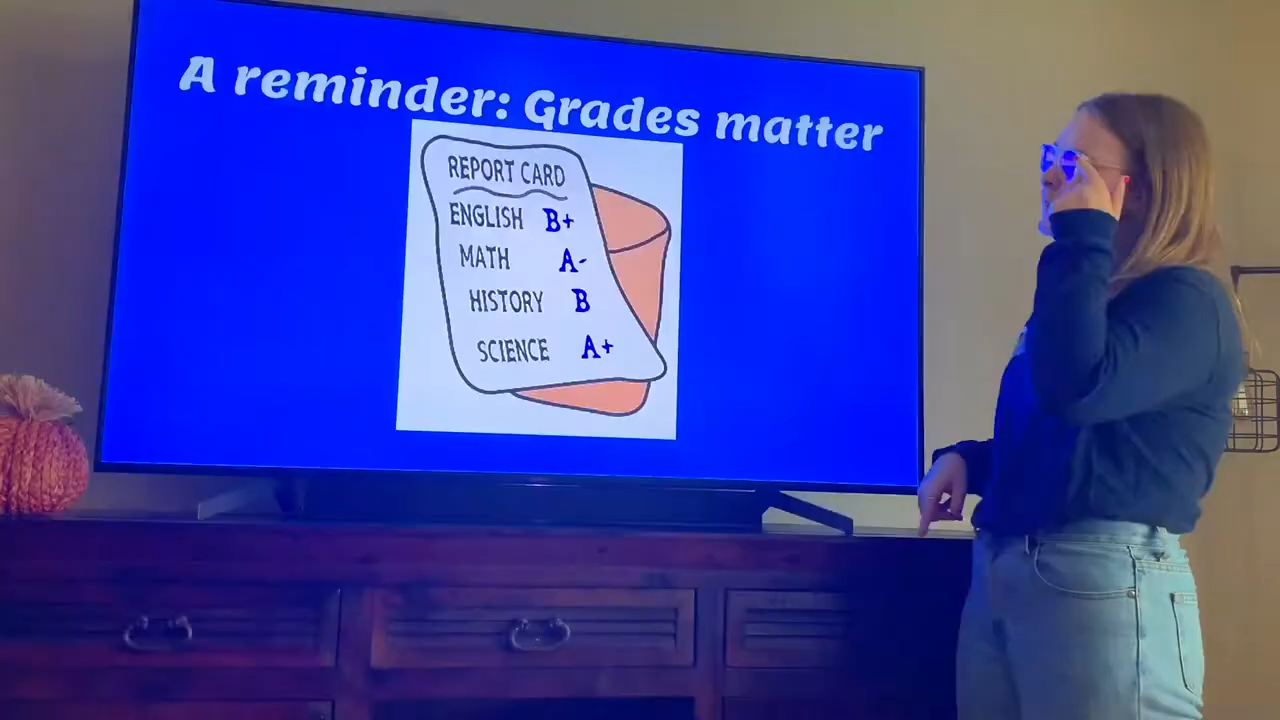 A reminder: Grades matter
REPORT CARD
ENGLISH B+
MATH A-
HISTORY B
SCIENCE A+